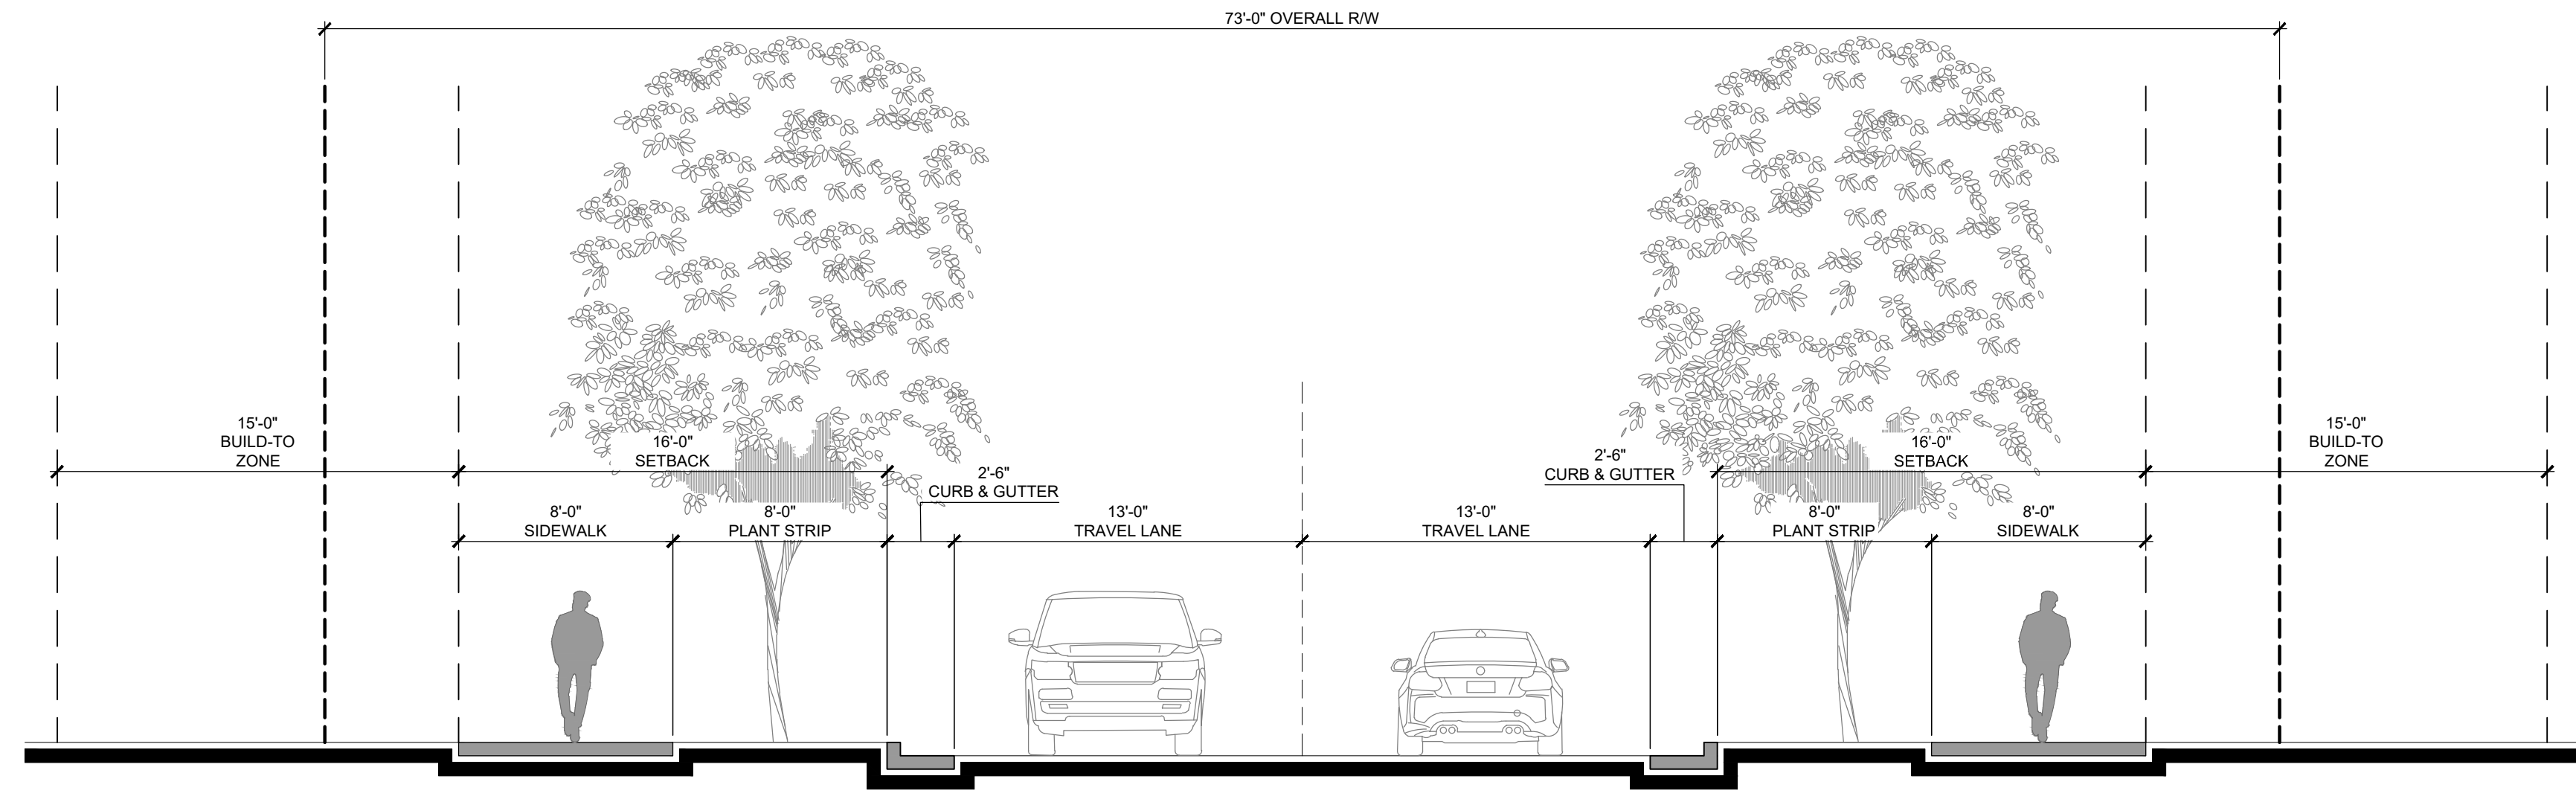 73'-0" OVERALL R/W
15'-0"
BUILD-TO
ZONE
16'-0"
SETBACK
2'-6"
CURB & GUTTER
2'-6"
CURB & GUTTER
16'-0"
SETBACK
15'-0"
BUILD-TO
ZONE
8'-0"
SIDEWALK
8'-0"
PLANT STRIP
13'-0"
TRAVEL LANE
13'-0"
TRAVEL LANE
8'-0"
PLANT STRIP
8'-0"
SIDEWALK